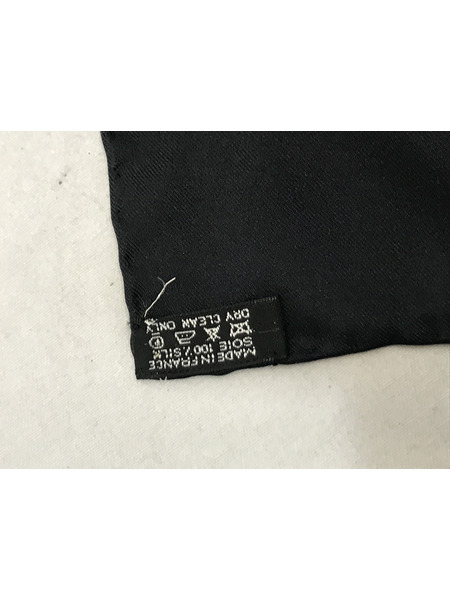 MADE IN FRANCE
SOIE 100% SILK
DRY CLEAN ONLY